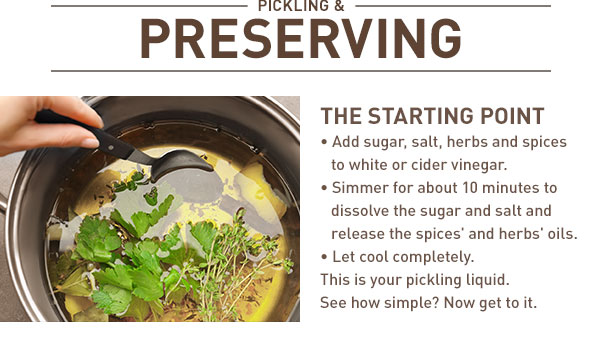 PICKLING &
PRESERVING
THE STARTING POINT
• Add sugar, salt, herbs and spices
to white or cider vinegar.
• Simmer for about 10 minutes to
dissolve the sugar and salt and
release the spices' and herbs' oils.
• Let cool completely.
This is your pickling liquid.
See how simple? Now get to it.